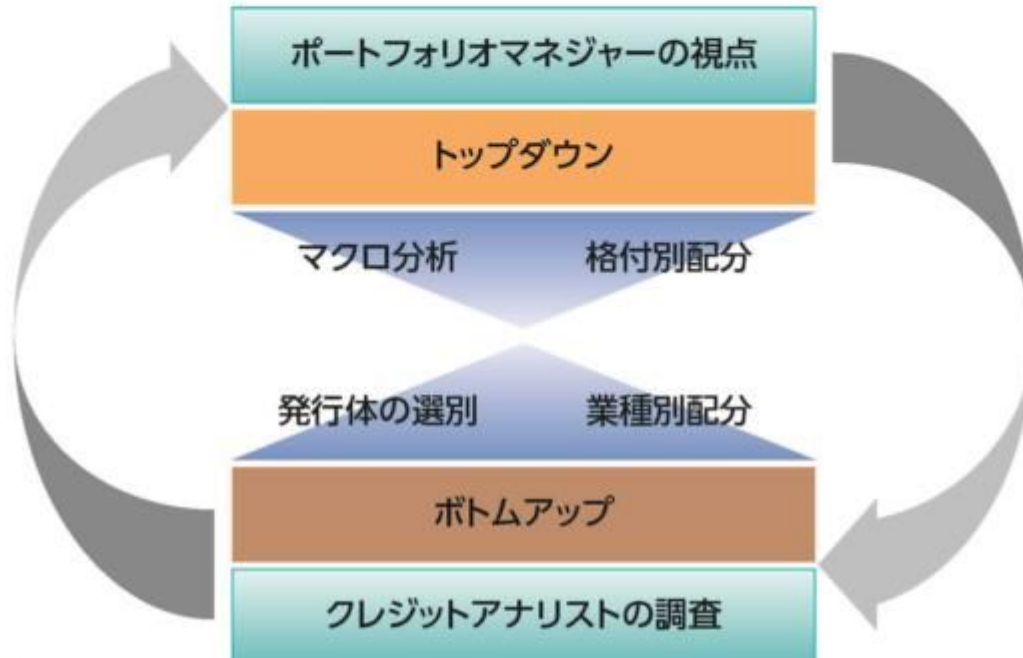 ポートフォリオマネジャーの視点
トップダウン
マクロ分析 格付別配分
発行体の選別 業種別配分
ボトムアップ
クレジットアナリストの調査